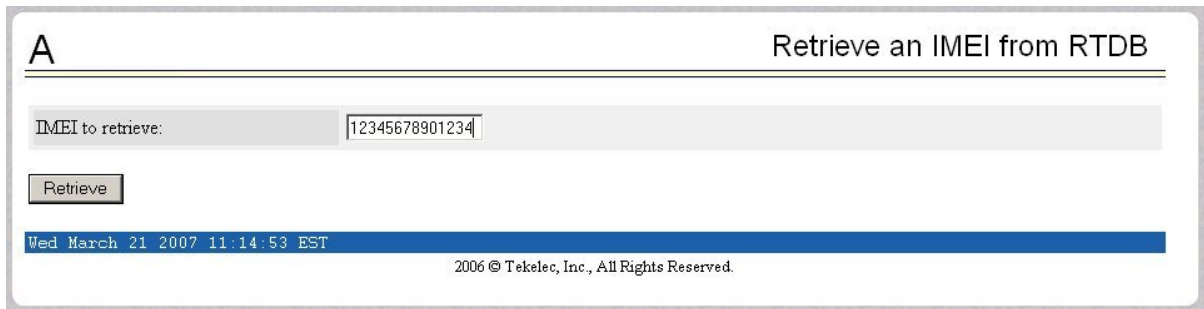 A
Retrieve an IMEI from RTDB
IMEI to retrieve:
12345678901234
Retrieve
Wed March 21 2007 11:14:53 EST
2006 © Tekelec, Inc., All Rights Reserved.